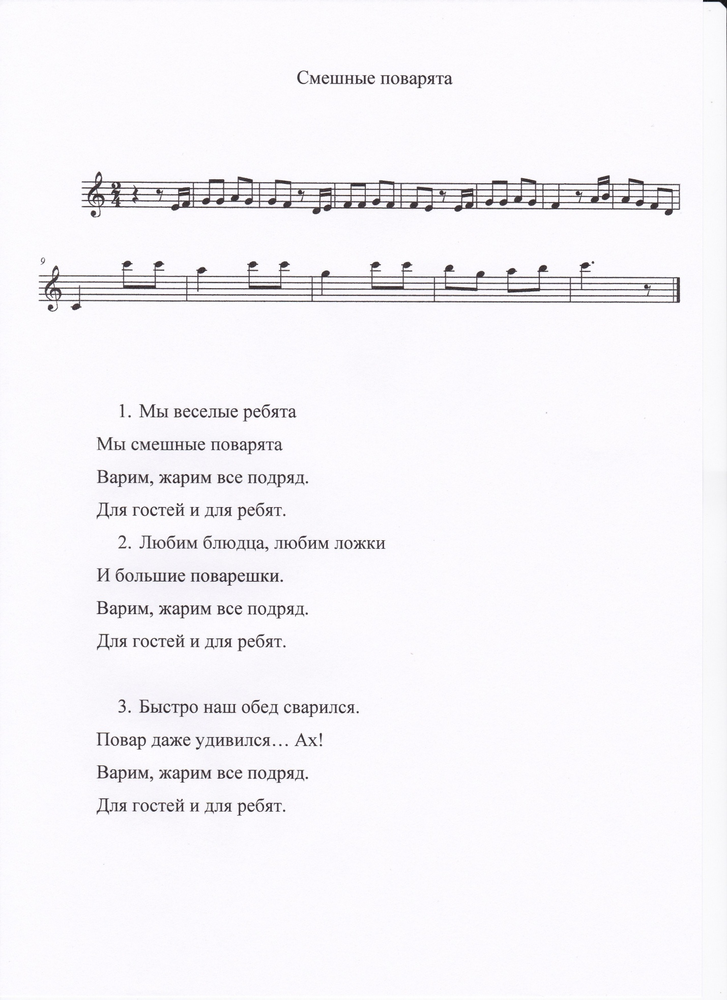 Смешные поварята
2
4
9
1. Мы веселые ребята
Мы смешные поварята
Варим, жарим все подряд.
Для гостей и для ребят.
2. Любим блюдца, любим ложки
И большие поварешки.
Варим, жарим все подряд.
Для гостей и для ребят.
3. Быстро наш обед сварился.
Повар даже удивился… Ах!
Варим, жарим все подряд.
Для гостей и для ребят.